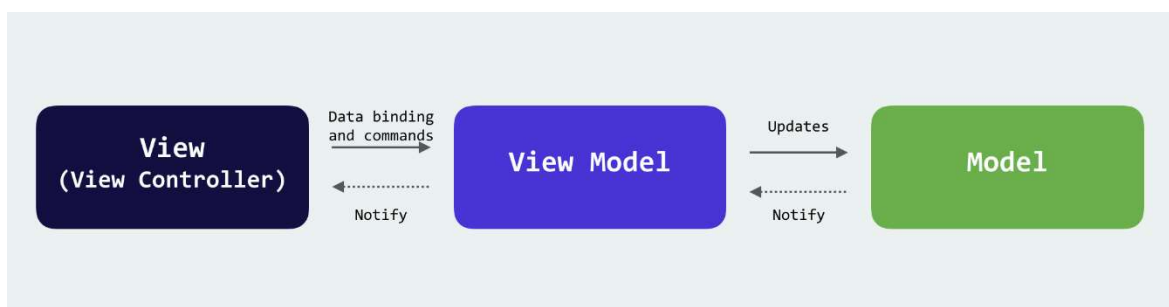 View
(View Controller)
Data binding
and commands
Notify
View Model
Updates
Notify
Model